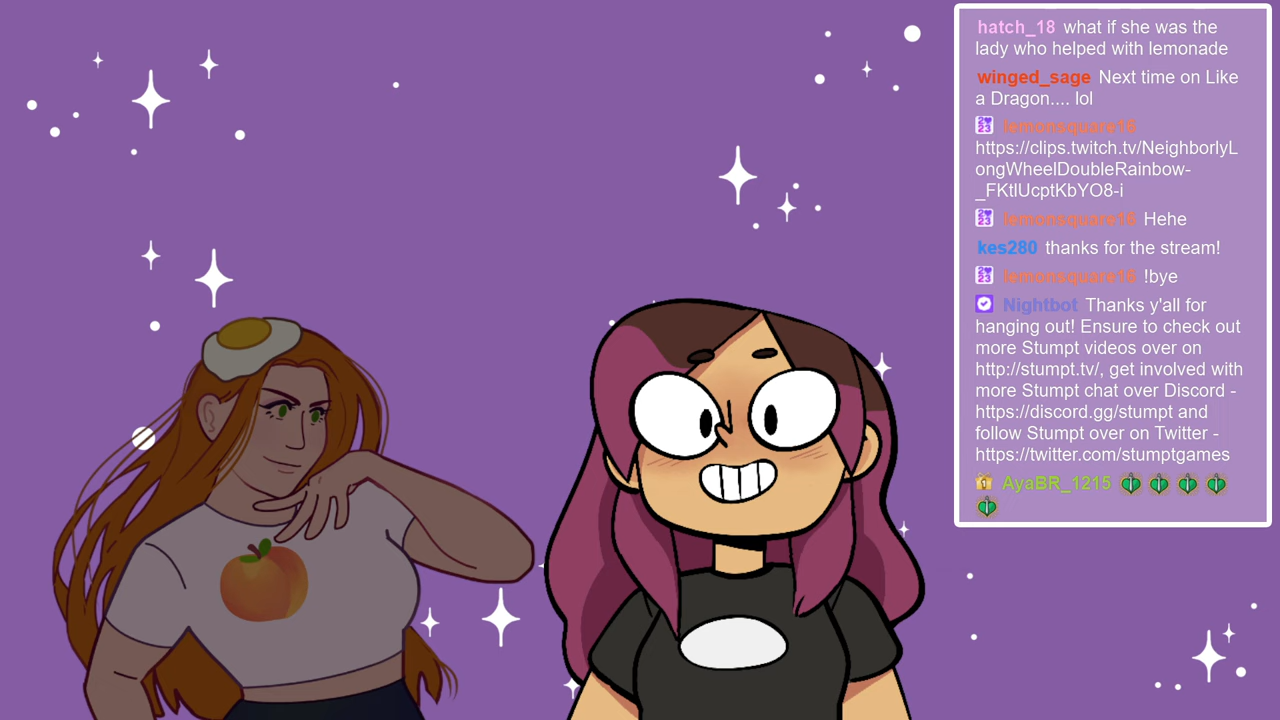 hatch_18 what if she was the
lady who helped with lemonade
winged_sage Next time on Like
a Dragon.... lol
lemonsquare18
https://clips.twitch.tv/NeighborlyL
ongWheelDoubleRainbow-
_FKtlUcptKbYO8-i
lemonsquare18 Hehe
kes280 thanks for the stream!
lemonsquare18 !bye
Nightbot Thanks y'all for
hanging out! Ensure to check out
more Stumpt videos over on
http://stumpt.tv/, get involved with
more Stumpt chat over Discord -
https://discord.gg/stumpt and
follow Stumpt over on Twitter -
https://twitter.com/stumptgames
AyaBR_1215